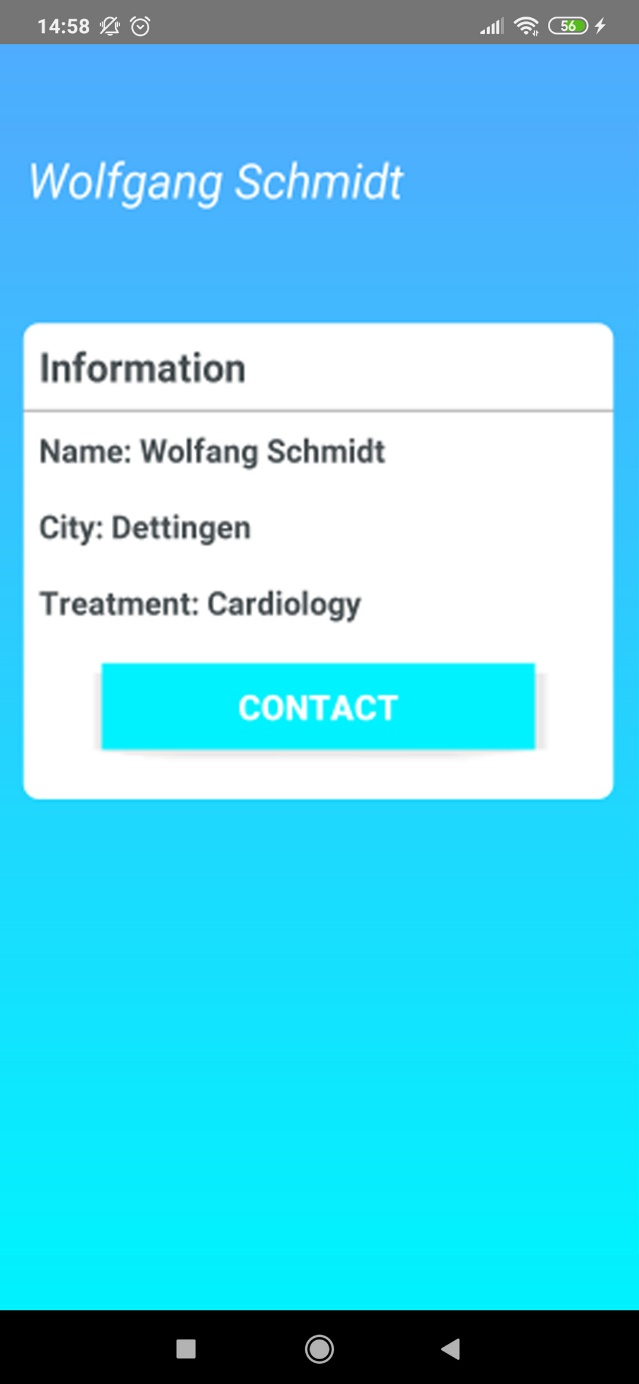 14:58 56
Wolfgang Schmidt
Information
Name: Wolfang Schmidt
City: Dettingen
Treatment: Cardiology
CONTACT